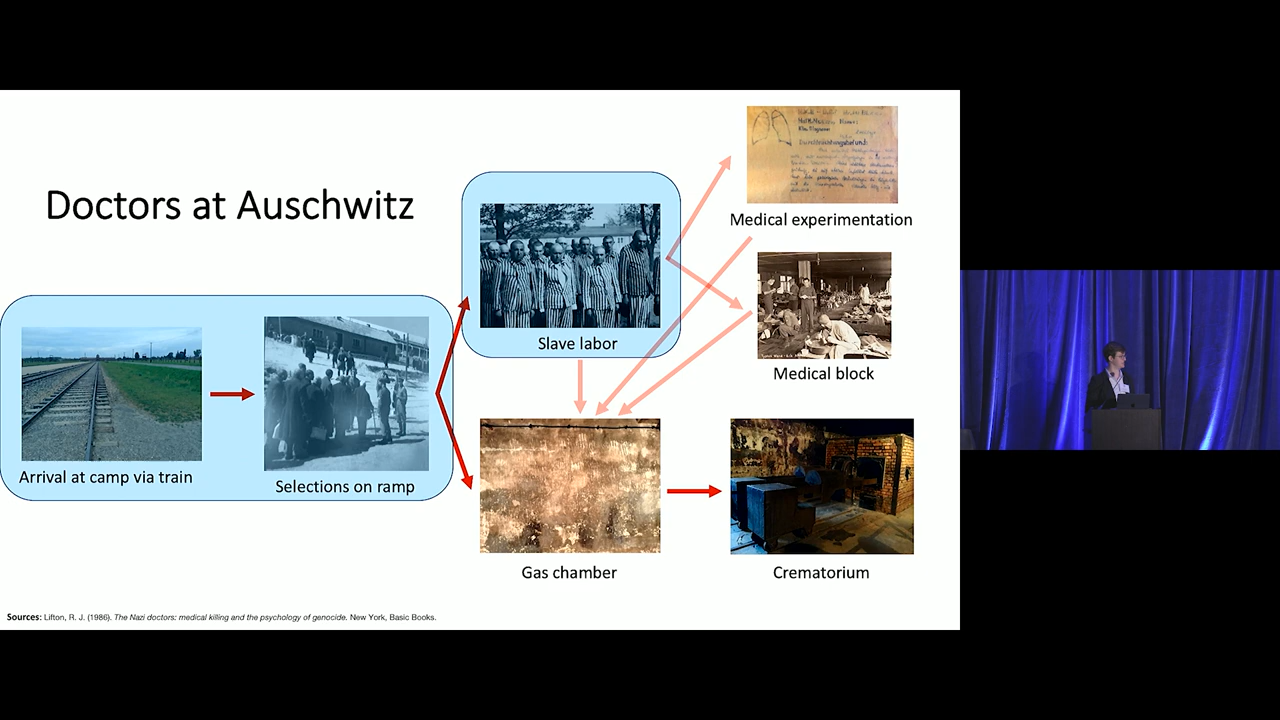 Doctors at Auschwitz
Medical experimentation
Slave labor
Medical block
Arrival at camp via train
Selections on ramp
Gas chamber
Crematorium
Sources: Lifton, R. J. (1986). The Nazi doctors: medical killing and the psychology of genocide. New York, Basic Books.